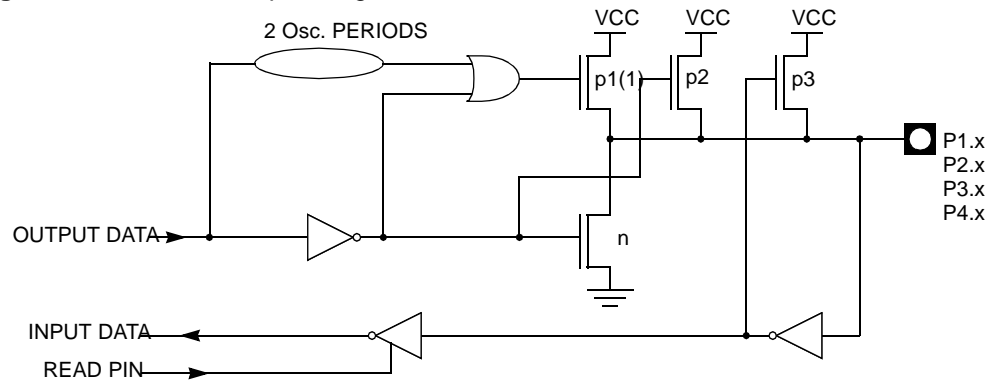 VCC VCC VCC
2 Osc. PERIODS
p1(1) p2 p3
P1.x
P2.x
P3.x
P4.x
OUTPUT DATA
n
INPUT DATA
READ PIN